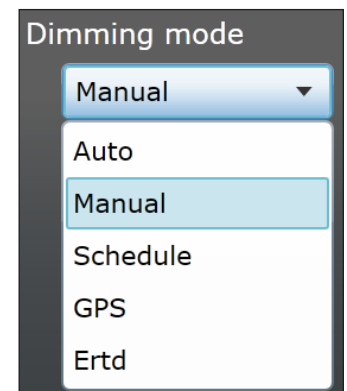 Dimming mode
Manual
Auto
Manual
Schedule
GPS
Ertd